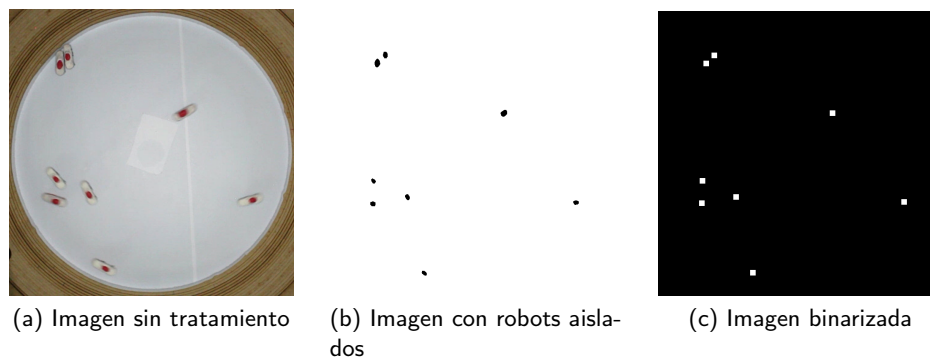 (a) Imagen sin tratamiento
(b) Imagen con robots aisla-
dos
(c) Imagen binarizada